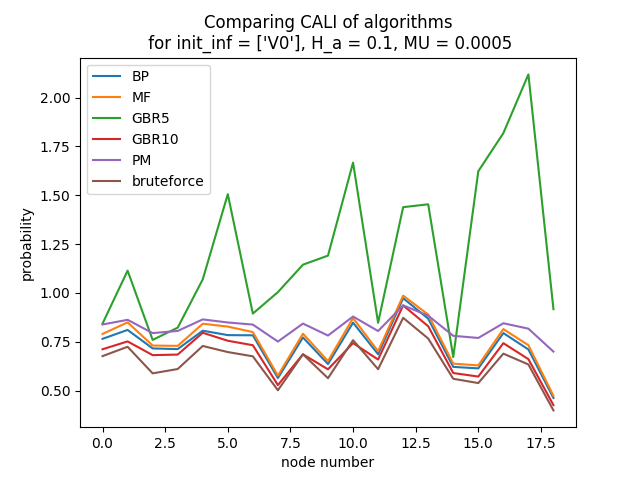 Comparing CALI of algorithms
for init_inf = ['V0'], H_a = 0.1, MU = 0.0005
BP
MF
GBR5
GBR10
PM
bruteforce
probability
2.00
1.75
1.50
1.25
1.00
0.75
0.50
0.0 2.5 5.0 7.5 10.0 12.5 15.0 17.5
node number